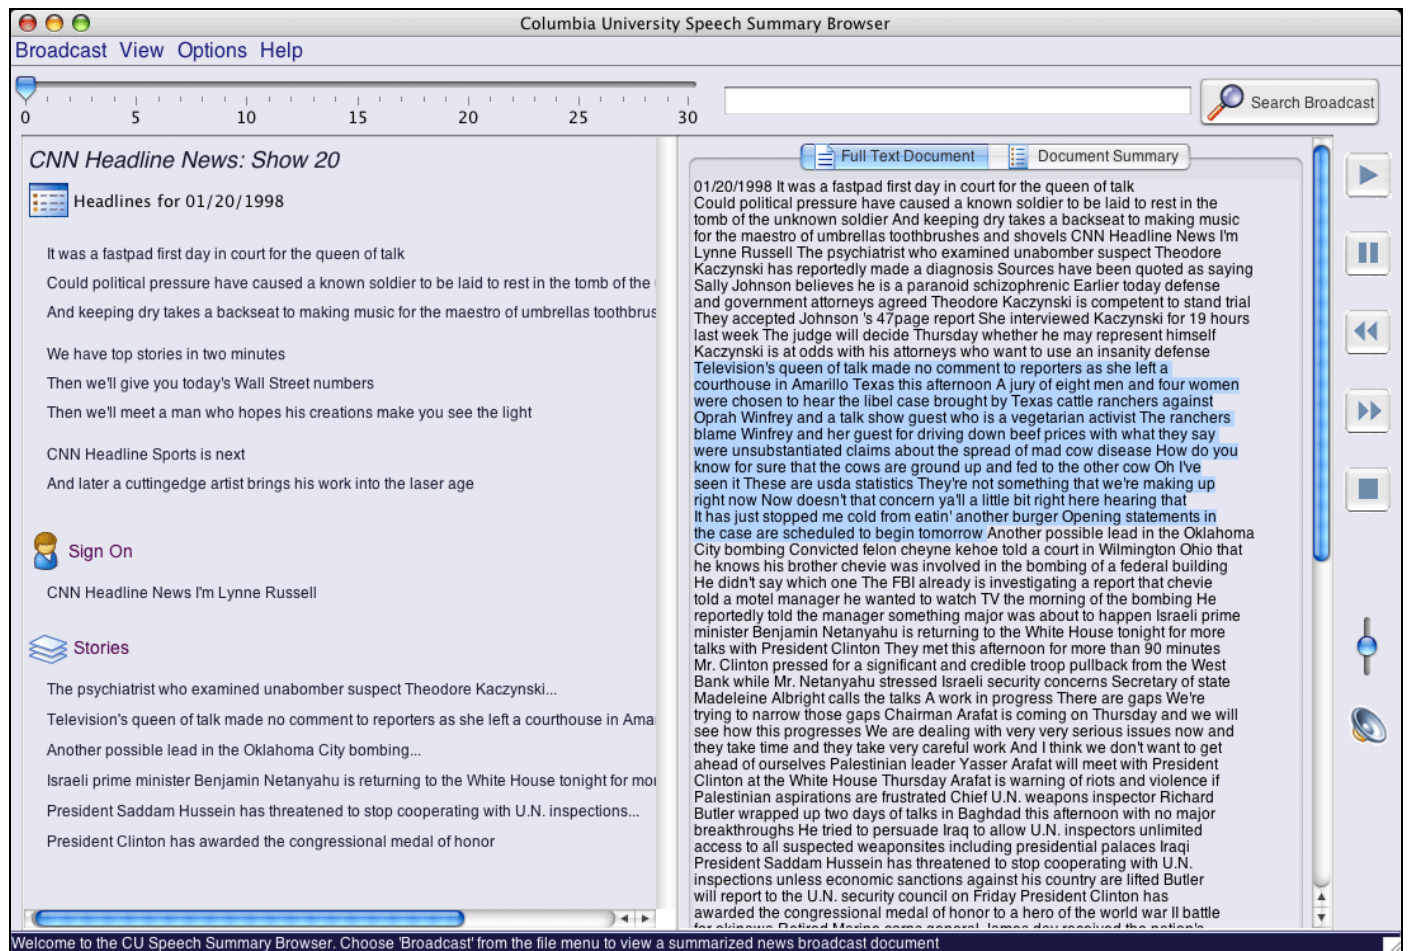 Columbia University Speech Summary Browser
Broadcast View Options Help
0 5 10 15 20 25 30
Search Broadcast
CNN Headline News: Show 20
Headlines for 01/20/1998
It was a fastpad first day in court for the queen of talk
Could political pressure have caused a known soldier to be laid to rest in the tomb of the
And keeping dry takes a backseat to making music for the maestro of umbrellas toothbrus
We have top stories in two minutes
Then we'll give you today's Wall Street numbers
Then we'll meet a man who hopes his creations make you see the light
CNN Headline Sports is next
And later a cuttingedge artist brings his work into the laser age
Sign On
CNN Headline News I'm Lynne Russell
Stories
The psychiatrist who examined unabomber suspect Theodore Kaczynski...
Television's queen of talk made no comment to reporters as she left a courthouse in Ama
Another possible lead in the Oklahoma City bombing...
Israeli prime minister Benjamin Netanyahu is returning to the White House tonight for mo
President Saddam Hussein has threatened to stop cooperating with U.N. inspections...
President Clinton has awarded the congressional medal of honor
Full Text Document Document Summary
01/20/1998 It was a fastpad first day in court for the queen of talk
Could political pressure have caused a known soldier to be laid to rest in the
tomb of the unknown soldier And keeping dry takes a backseat to making music
for the maestro of umbrellas toothbrushes and shovels CNN Headline News I'm
Lynne Russell The psychiatrist who examined unabomber suspect Theodore
Kaczynski has reportedly made a diagnosis Sources have been quoted as saying
Sally Johnson believes he is a paranoid schizophrenic Earlier today defense
and government attorneys agreed Theodore Kaczynski is competent to stand trial
They accepted Johnson 's 47page report She interviewed Kaczynski for 19 hours
last week The judge will decide Thursday whether he may represent himself
Kaczynski is at odds with his attorneys who want to use an insanity defense
Television's queen of talk made no comment to reporters as she left a
courthouse in Amarillo Texas this afternoon A jury of eight men and four women
were chosen to hear the libel case brought by Texas cattle ranchers against
Oprah Winfrey and a talk show guest who is a vegetarian activist The ranchers
blame Winfrey and her guest for driving down beef prices with what they say
were unsubstantiated claims about the spread of mad cow disease How do you
know for sure that the cows are ground up and fed to the other cow Oh I've
seen it These are usda statistics They're not something that we're making up
right now Now doesn't that concern ya'll a little bit right here hearing that
It has just stopped me cold from eatin' another burger Opening statements in
the case are scheduled to begin tomorrow Another possible lead in the Oklahoma
City bombing Convicted felon cheyne kehoe told a court in Wilmington Ohio that
he knows his brother chevie was involved in the bombing of a federal building
He didn't say which one The FBI already is investigating a report that chevie
told a motel manager he wanted to watch TV the morning of the bombing He
reportedly told the manager something major was about to happen Israeli prime
minister Benjamin Netanyahu is returning to the White House tonight for more
talks with President Clinton They met this afternoon for more than 90 minutes
Mr. Clinton pressed for a significant and credible troop pullback from the West
Bank while Mr. Netanyahu stressed Israeli security concerns Secretary of state
Madeleine Albright calls the talks A work in progress There are gaps We're
trying to narrow those gaps Chairman Arafat is coming on Thursday and we will
see how this progresses We are dealing with very very serious issues now and
they take time and they take very careful work And I think we don't want to get
ahead of ourselves Palestinian leader Yasser Arafat will meet with President
Clinton at the White House Thursday Arafat is warning of riots and violence if
Palestinian aspirations are frustrated Chief U.N. weapons inspector Richard
Butler wrapped up two days of talks in Baghdad this afternoon with no major
breakthroughs He tried to persuade Iraq to allow U.N. inspectors unlimited
access to all suspected weaponsites including presidential palaces Iraqi
President Saddam Hussein has threatened to stop cooperating with U.N.
inspections unless economic sanctions against his country are lifted Butler
will report to the U.N. security council on Friday President Clinton has
awarded the congressional medal of honor to a hero of the world war II battle
for okinawa Retired Marine corps general James day received the nation's
Welcome to the CU Speech Summary Browser. Choose 'Broadcast' from the file menu to view a summarized news broadcast document